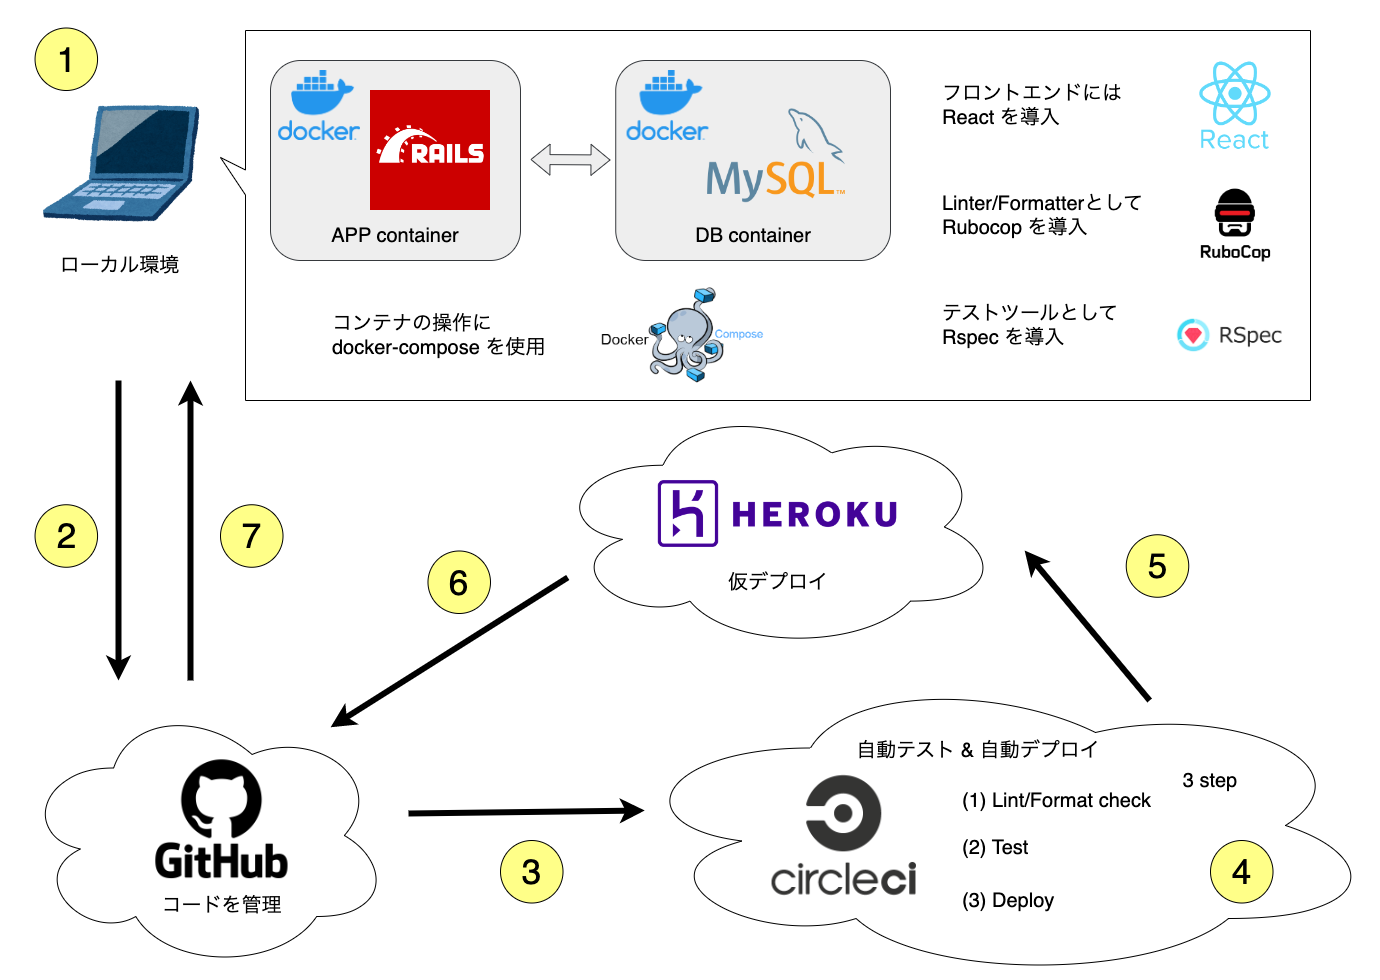 1
ローカル環境
docker
RAILS
APP container
docker
MySQL™
DB container
フロントエンドには
React を導入
React
Linter/Formatterとして
Rubocop を導入
RuboCop
コンテナの操作に
docker-compose を使用
Docker
Compose
テストツールとして
Rspec を導入
RSpec
2
7
6
HEROKU
仮デプロイ
5
GitHub
コードを管理
3
自動テスト & 自動デプロイ
3 step
circleci
(1) Lint/Format check
(2) Test
(3) Deploy
4